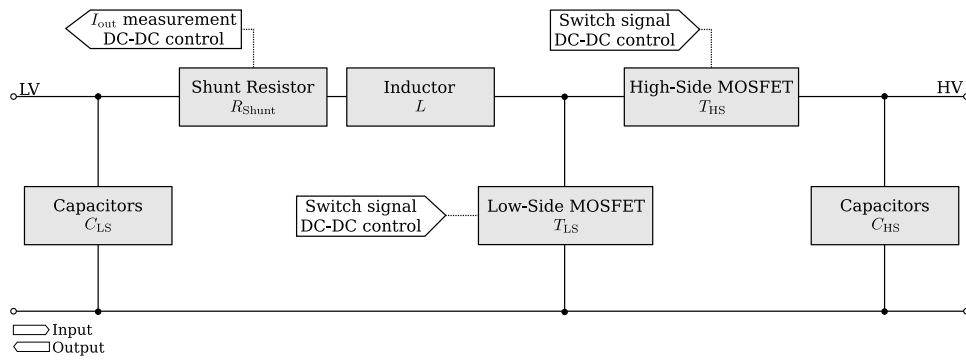 I_out measurement
DC-DC control
Switch signal
DC-DC control
LV
Shunt Resistor
R_Shunt
Inductor
L
High-Side MOSFET
T_HS
HV
Capacitors
C_LS
Switch signal
DC-DC control
Low-Side MOSFET
T_LS
Capacitors
C_HS
Input
Output